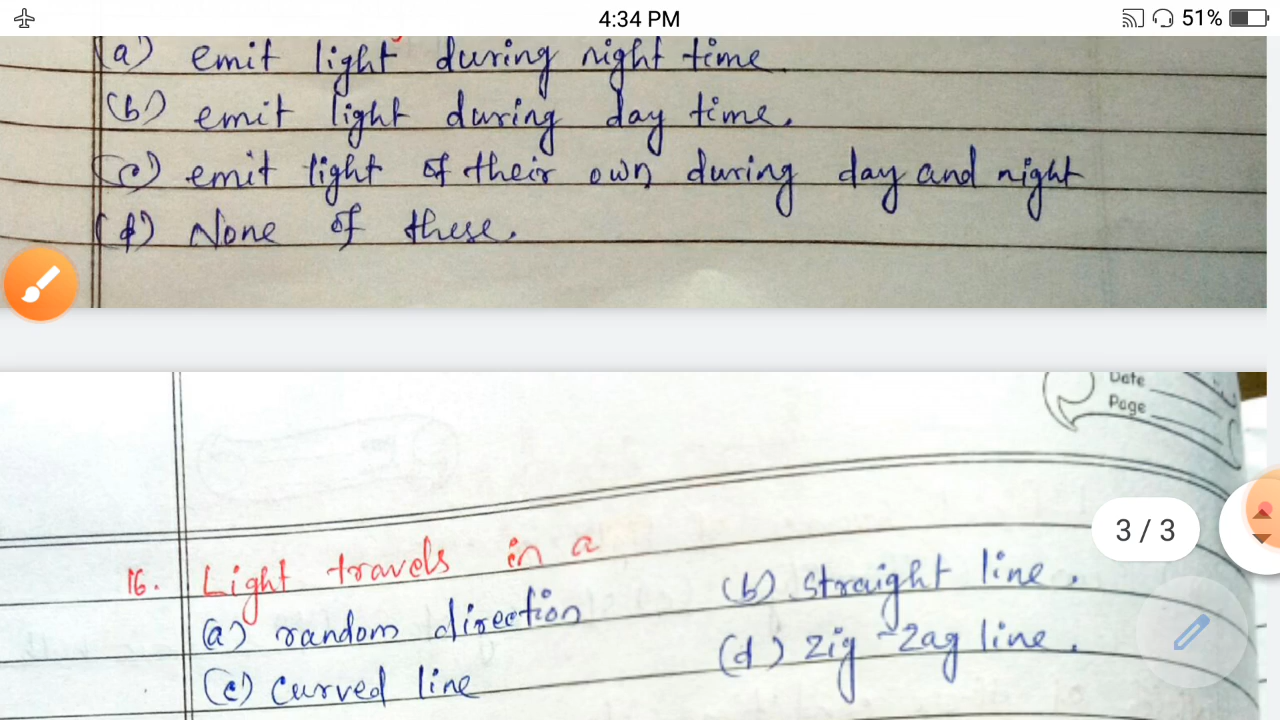 4:34 PM
51%
(a) emit light during night time
(b) emit light during day time.
(c) emit light of their own during day and night
(d) None of these.
Date
Page
3 / 3
16. Light travels in a
(a) random direction (b) straight line.
(c) curved line (d) zig-zag line.